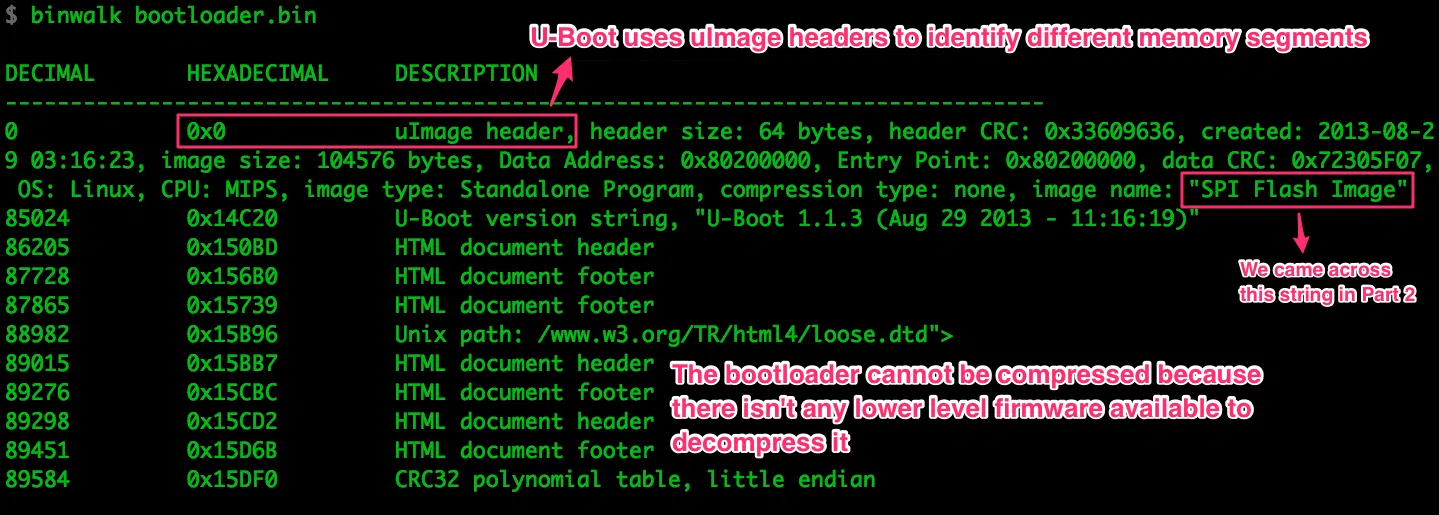 $ binwalk bootloader.bin
U-Boot uses uImage headers to identify different memory segments
DECIMAL HEXADECIMAL DESCRIPTION
--------------------------------------------------------------------------------
0 0x0 uImage header, header size: 64 bytes, header CRC: 0x33609636, created: 2013-08-2
9 03:16:23, image size: 104576 bytes, Data Address: 0x80200000, Entry Point: 0x80200000, data CRC: 0x72305F07,
OS: Linux, CPU: MIPS, image type: Standalone Program, compression type: none, image name: "SPI Flash Image"
85024 0x14C20 U-Boot version string, "U-Boot 1.1.3 (Aug 29 2013 - 11:16:19)"
86205 0x150BD HTML document header
87728 0x156B0 HTML document footer
87865 0x15739 HTML document footer
88982 0x15B96 Unix path: /www.w3.org/TR/html4/loose.dtd">
89015 0x15BB7 HTML document header
89276 0x15CBC HTML document footer
89298 0x15CD2 HTML document header
89451 0x15D6B HTML document footer
89584 0x15DF0 CRC32 polynomial table, little endian
We came across
this string in Part 2
The bootloader cannot be compressed because
there isn't any lower level firmware available to
decompress it